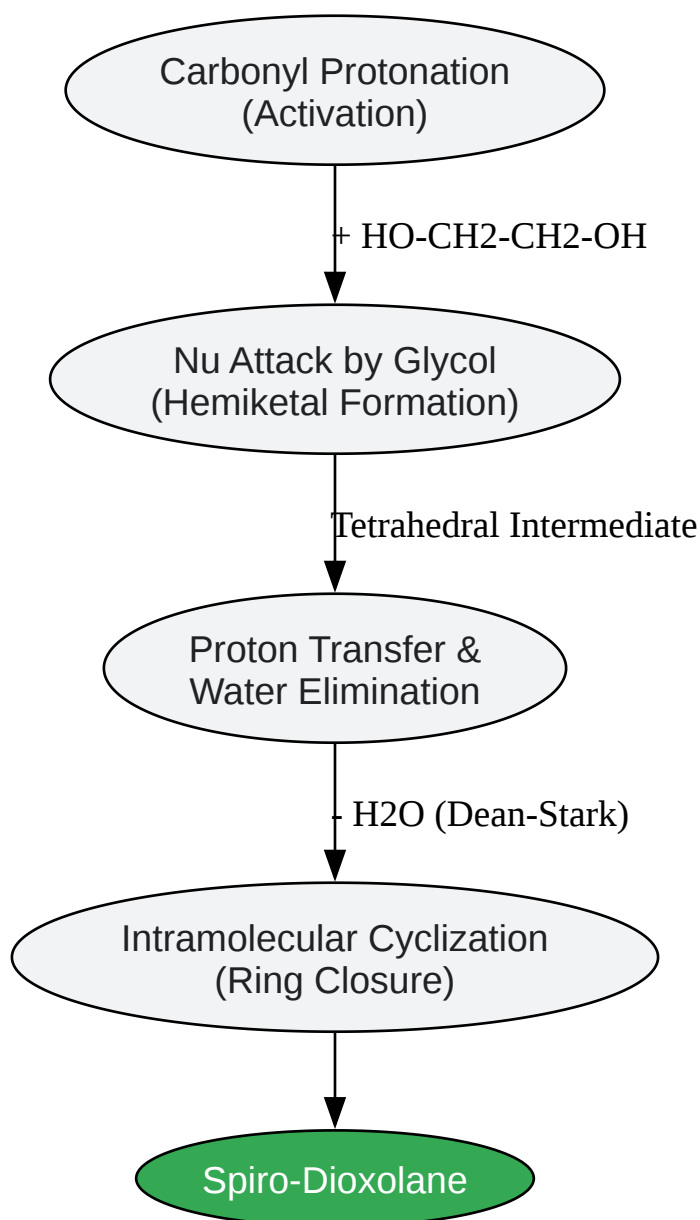 Carbonyl Protonation
(Activation)
+ HO-CH2-CH2-OH
Nu Attack by Glycol
(Hemiketal Formation)
Tetrahedral Intermediate
Proton Transfer &
Water Elimination
- H2O (Dean-Stark)
Intramolecular Cyclization
(Ring Closure)
Spiro-Dioxolane